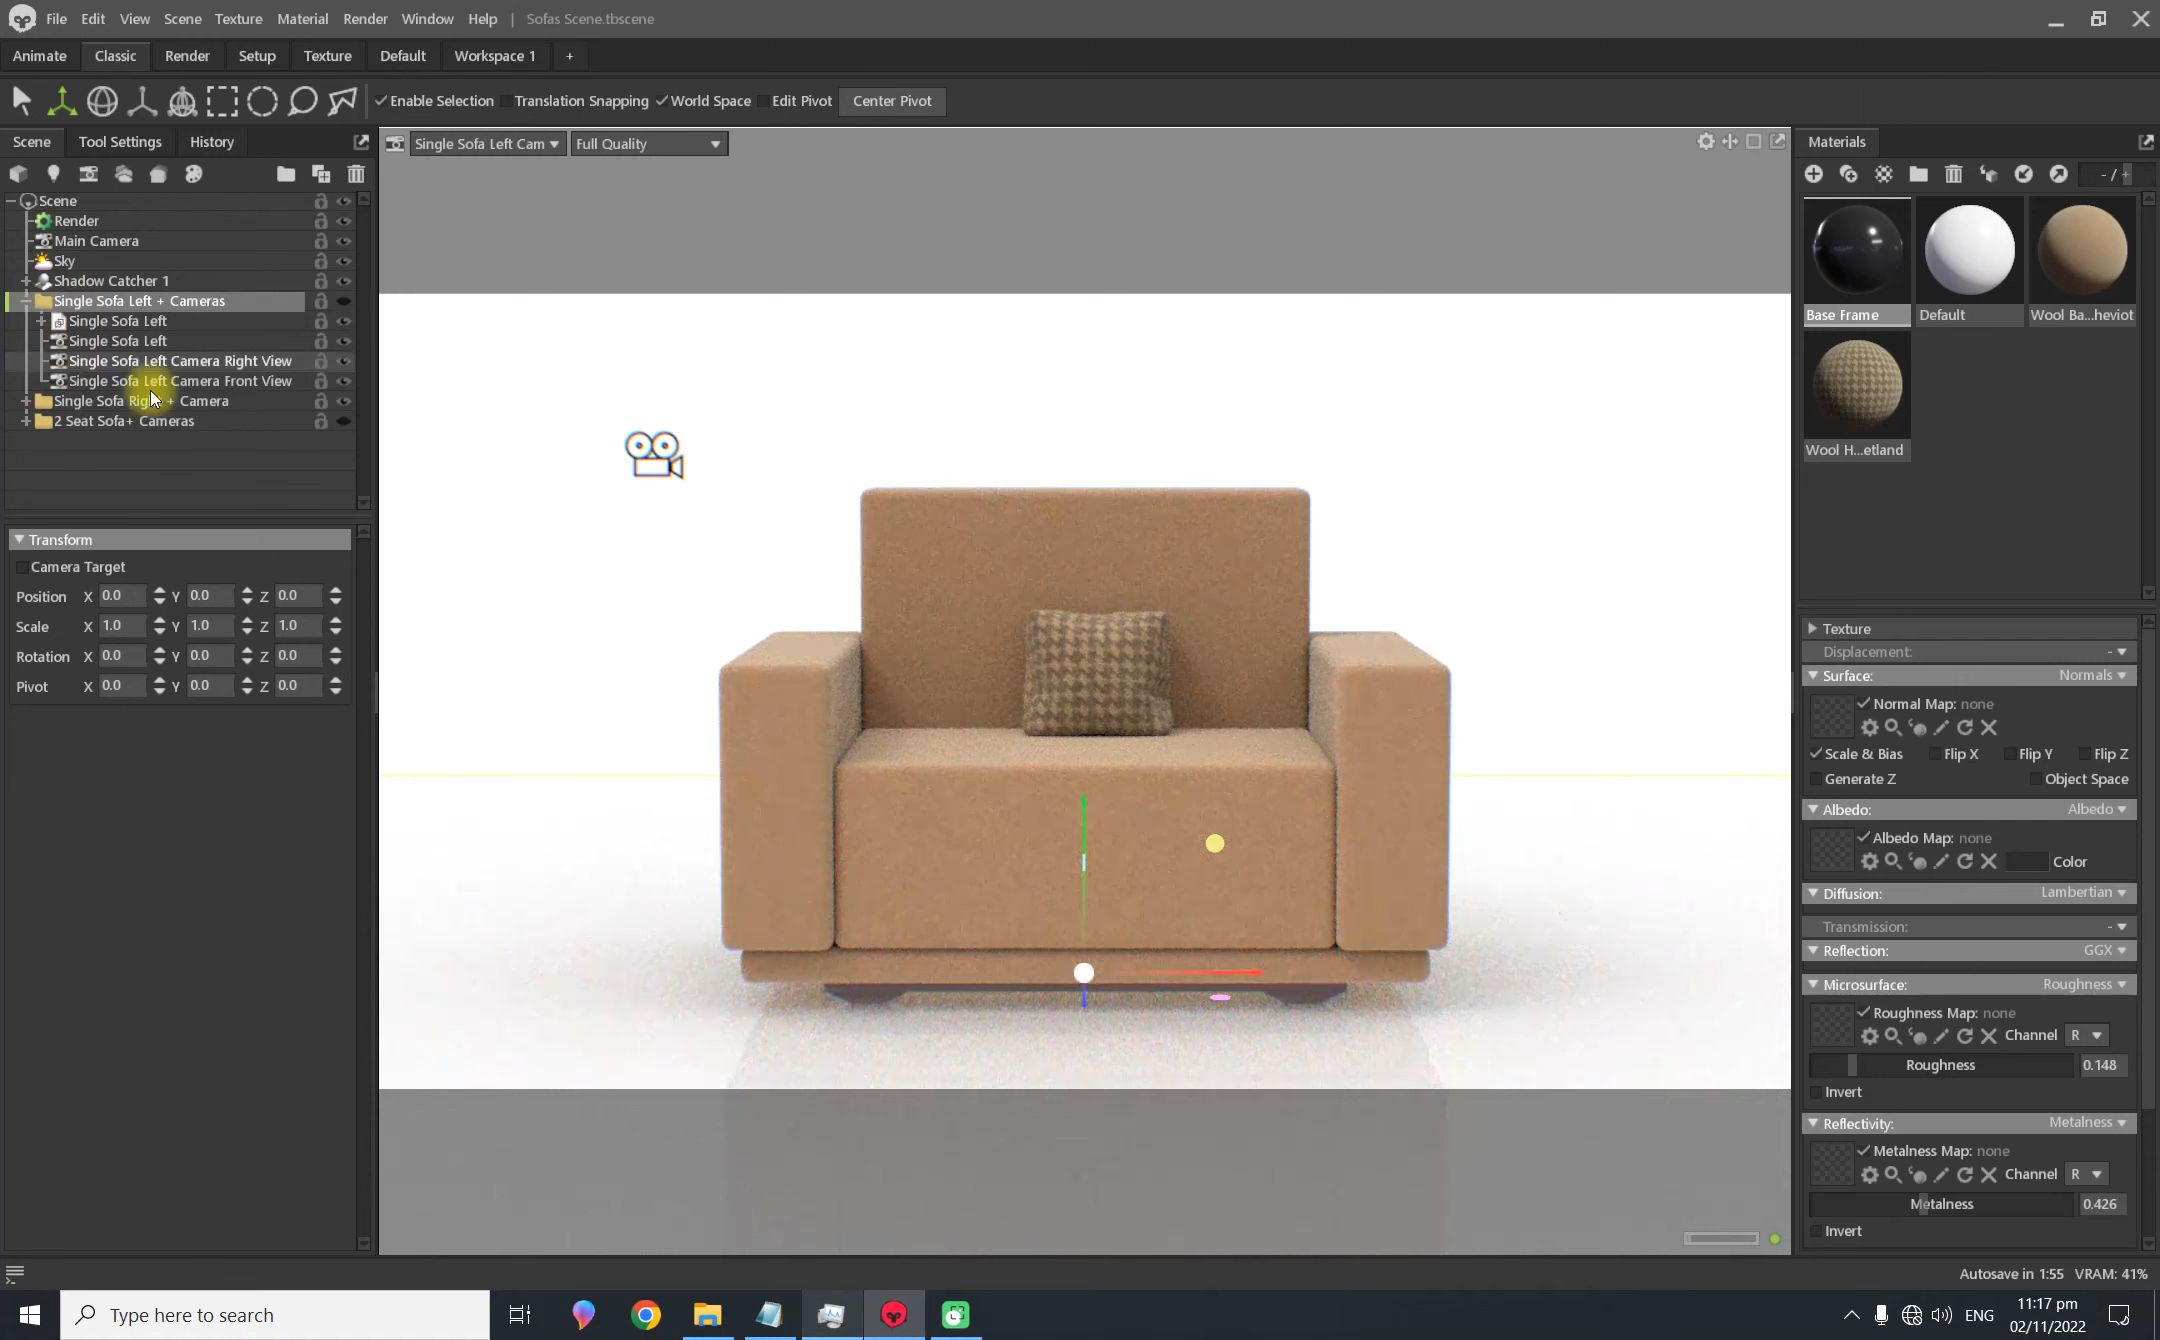 File Edit View Scene Texture Material Render Window Help | Sofas Scene.tbscene
Animate Classic Render Setup Texture Default Workspace 1 +
Enable Selection Translation Snapping World Space Edit Pivot Center Pivot
Scene Tool Settings History
Single Sofa Left Cam Full Quality
Materials
- / +
Scene
Render
Main Camera
Sky
Shadow Catcher 1
Single Sofa Left + Cameras
Single Sofa Left
Single Sofa Left
Single Sofa Left Camera Right View
Single Sofa Left Camera Front View
Single Sofa Right + Camera
2 Seat Sofa+ Cameras
Base Frame Default Wool Ba...heviot
Wool H...etland
Transform
Camera Target
Position X 0.0 Y 0.0 Z 0.0
Scale X 1.0 Y 1.0 Z 1.0
Rotation X 0.0 Y 0.0 Z 0.0
Pivot X 0.0 Y 0.0 Z 0.0
Texture
Displacement: -
Surface: Normals
Normal Map: none
Scale & Bias Flip X Flip Y Flip Z
Generate Z Object Space
Albedo: Albedo
Albedo Map: none
Color
Diffusion: Lambertian
Transmission: -
Reflection: GGX
Microsurface: Roughness
Roughness Map: none
Channel R
Roughness 0.148
Invert
Reflectivity: Metalness
Metalness Map: none
Channel R
Metalness 0.426
Invert
Autosave in 1:55 VRAM: 41%
Type here to search
ENG
11:17 pm
02/11/2022